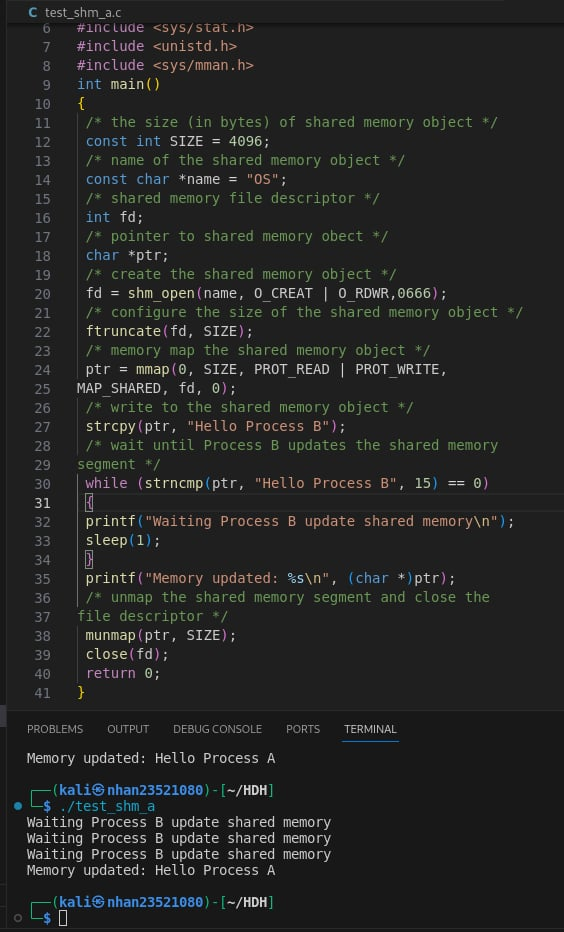 C test_shm_a.c
6 #include <sys/stat.h>
7 #include <unistd.h>
8 #include <sys/mman.h>
9 int main()
10 {
11 /* the size (in bytes) of shared memory object */
12 const int SIZE = 4096;
13 /* name of the shared memory object */
14 const char *name = "OS";
15 /* shared memory file descriptor */
16 int fd;
17 /* pointer to shared memory obect */
18 char *ptr;
19 /* create the shared memory object */
20 fd = shm_open(name, O_CREAT | O_RDWR,0666);
21 /* configure the size of the shared memory object */
22 ftruncate(fd, SIZE);
23 /* memory map the shared memory object */
24 ptr = mmap(0, SIZE, PROT_READ | PROT_WRITE,
25 MAP_SHARED, fd, 0);
26 /* write to the shared memory object */
27 strcpy(ptr, "Hello Process B");
28 /* wait until Process B updates the shared memory
29 segment */
30 while (strncmp(ptr, "Hello Process B", 15) == 0)
31 {
32 printf("Waiting Process B update shared memory\n");
33 sleep(1);
34 }
35 printf("Memory updated: %s\n", (char *)ptr);
36 /* unmap the shared memory segment and close the
37 file descriptor */
38 munmap(ptr, SIZE);
39 close(fd);
40 return 0;
41 }
PROBLEMS OUTPUT DEBUG CONSOLE PORTS TERMINAL
Memory updated: Hello Process A
┌──(kali㉿nhan23521080)-[~/HDH]
└─$ ./test_shm_a
Waiting Process B update shared memory
Waiting Process B update shared memory
Waiting Process B update shared memory
Memory updated: Hello Process A
┌──(kali㉿nhan23521080)-[~/HDH]
└─$